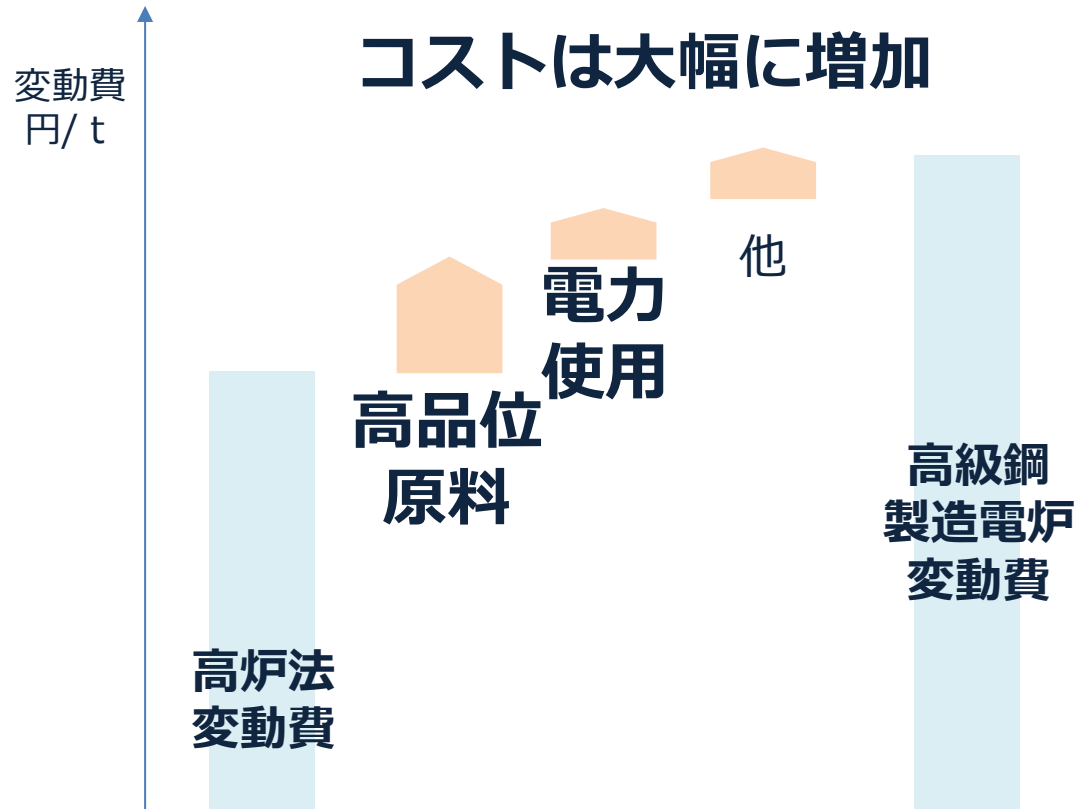 コストは大幅に増加
変動費
円/ t
他
電力
使用
高品位
原料
高級鋼
製造電炉
変動費
高炉法
変動費